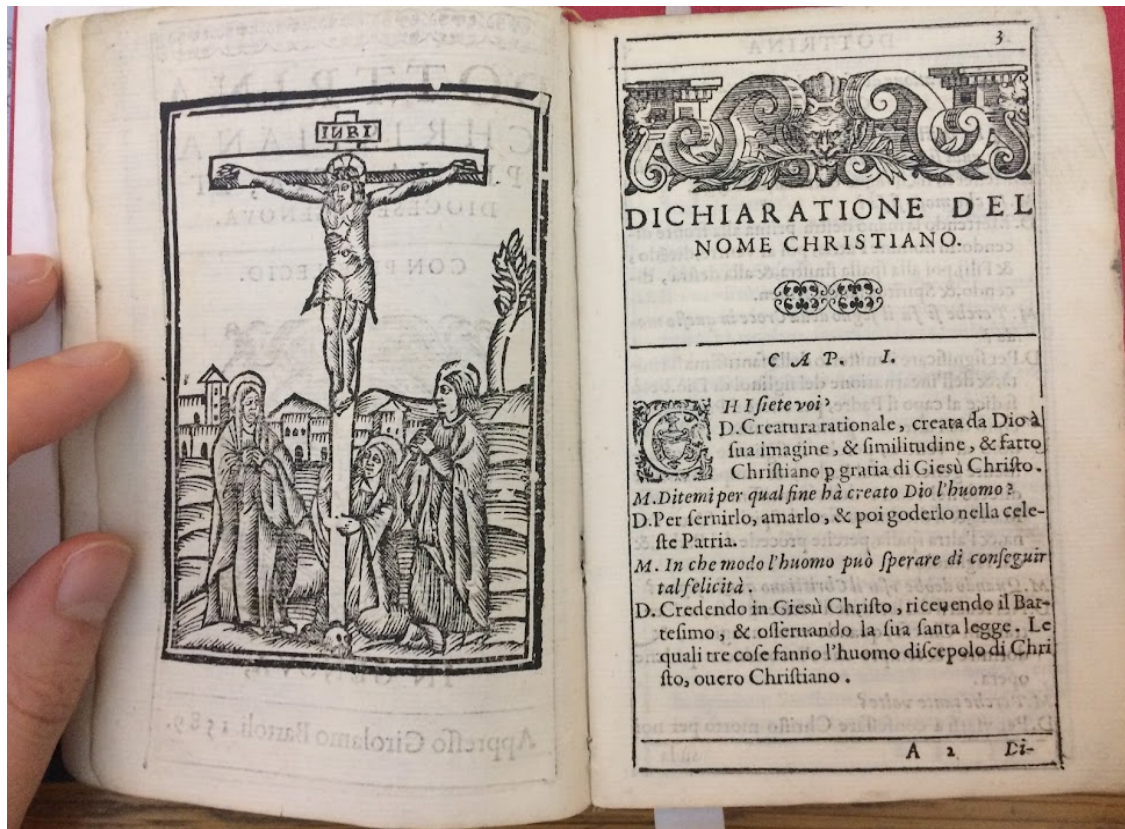 INRI
3
DICHIARATIONE DEL
NOME CHRISTIANO.
CAP. I.
CHI ſiete voi?
D. Creatura rationale, creata da Dio à
ſua imagine, & ſimilitudine, & fatto
Chriſtiano p gratia di Gieſù Chriſto.
M. Ditemi per qual fine hà creato Dio l'huomo?
D. Per ſeruirlo, amarlo, & poi goderlo nella cele-
ſte Patria.
M. In che modo l'huomo può ſperare di conſeguir
tal felicità.
D. Credendo in Gieſù Chriſto, riceuendo il Bat-
teſimo, & oſſeruando la ſua ſanta legge. Le
quali tre coſe fanno l'huomo diſcepolo di Chri
ſto, ouero Chriſtiano.
A 2 Di-